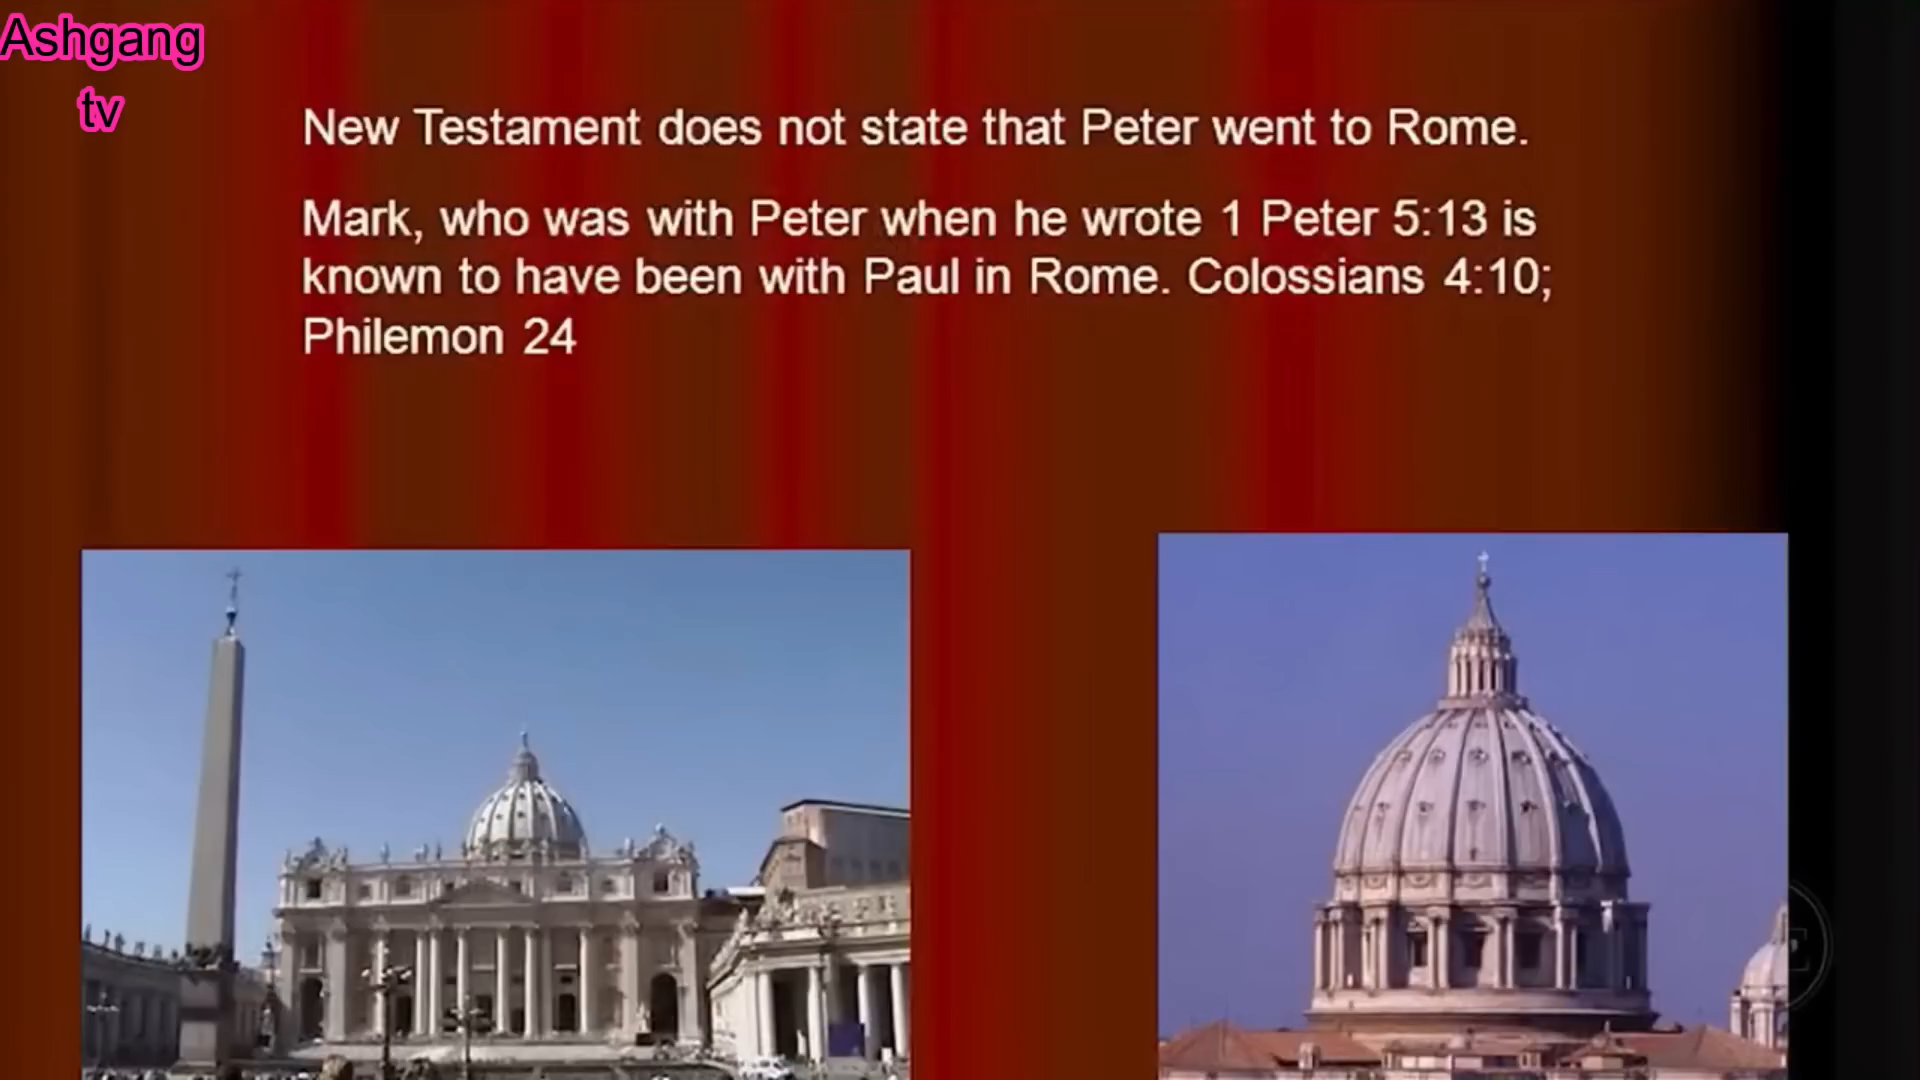 Ashgang
tv
New Testament does not state that Peter went to Rome.
Mark, who was with Peter when he wrote 1 Peter 5:13 is
known to have been with Paul in Rome. Colossians 4:10;
Philemon 24